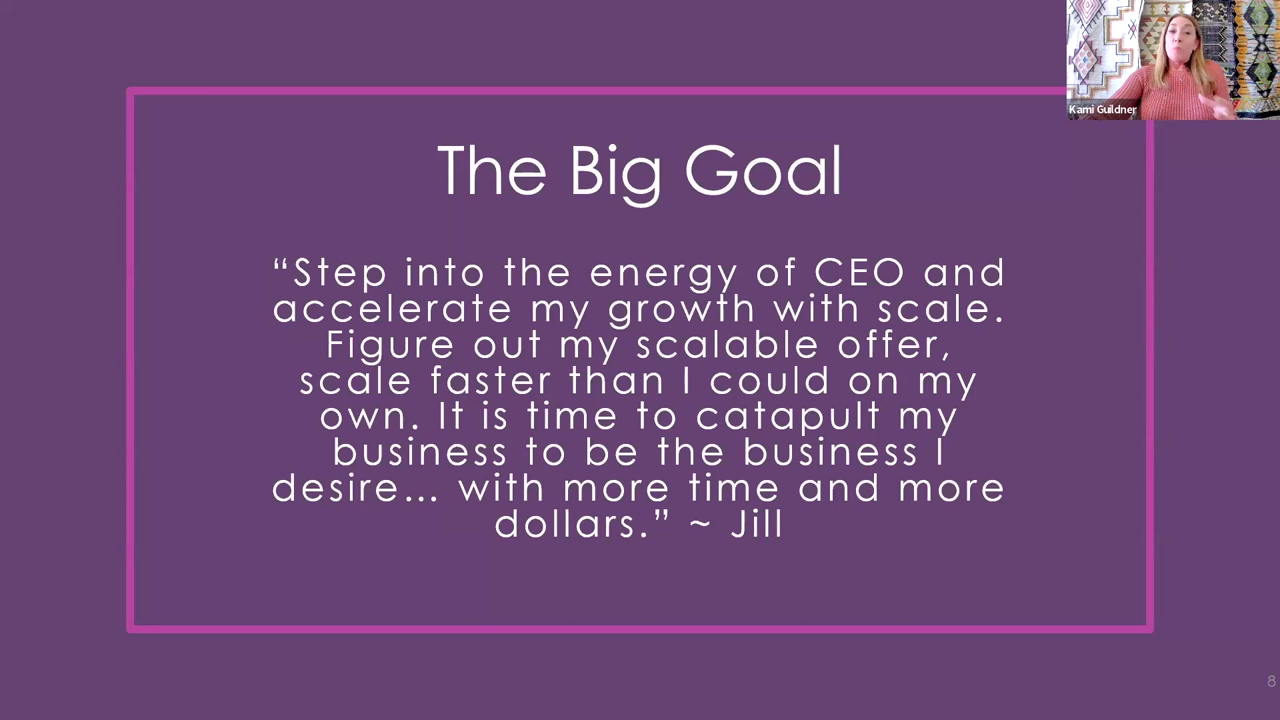 Kami Guildner
The Big Goal
“Step into the energy of CEO and
accelerate my growth with scale.
Figure out my scalable offer,
scale faster than I could on my
own. It is time to catapult my
business to be the business I
desire… with more time and more
dollars.” ~ Jill
8